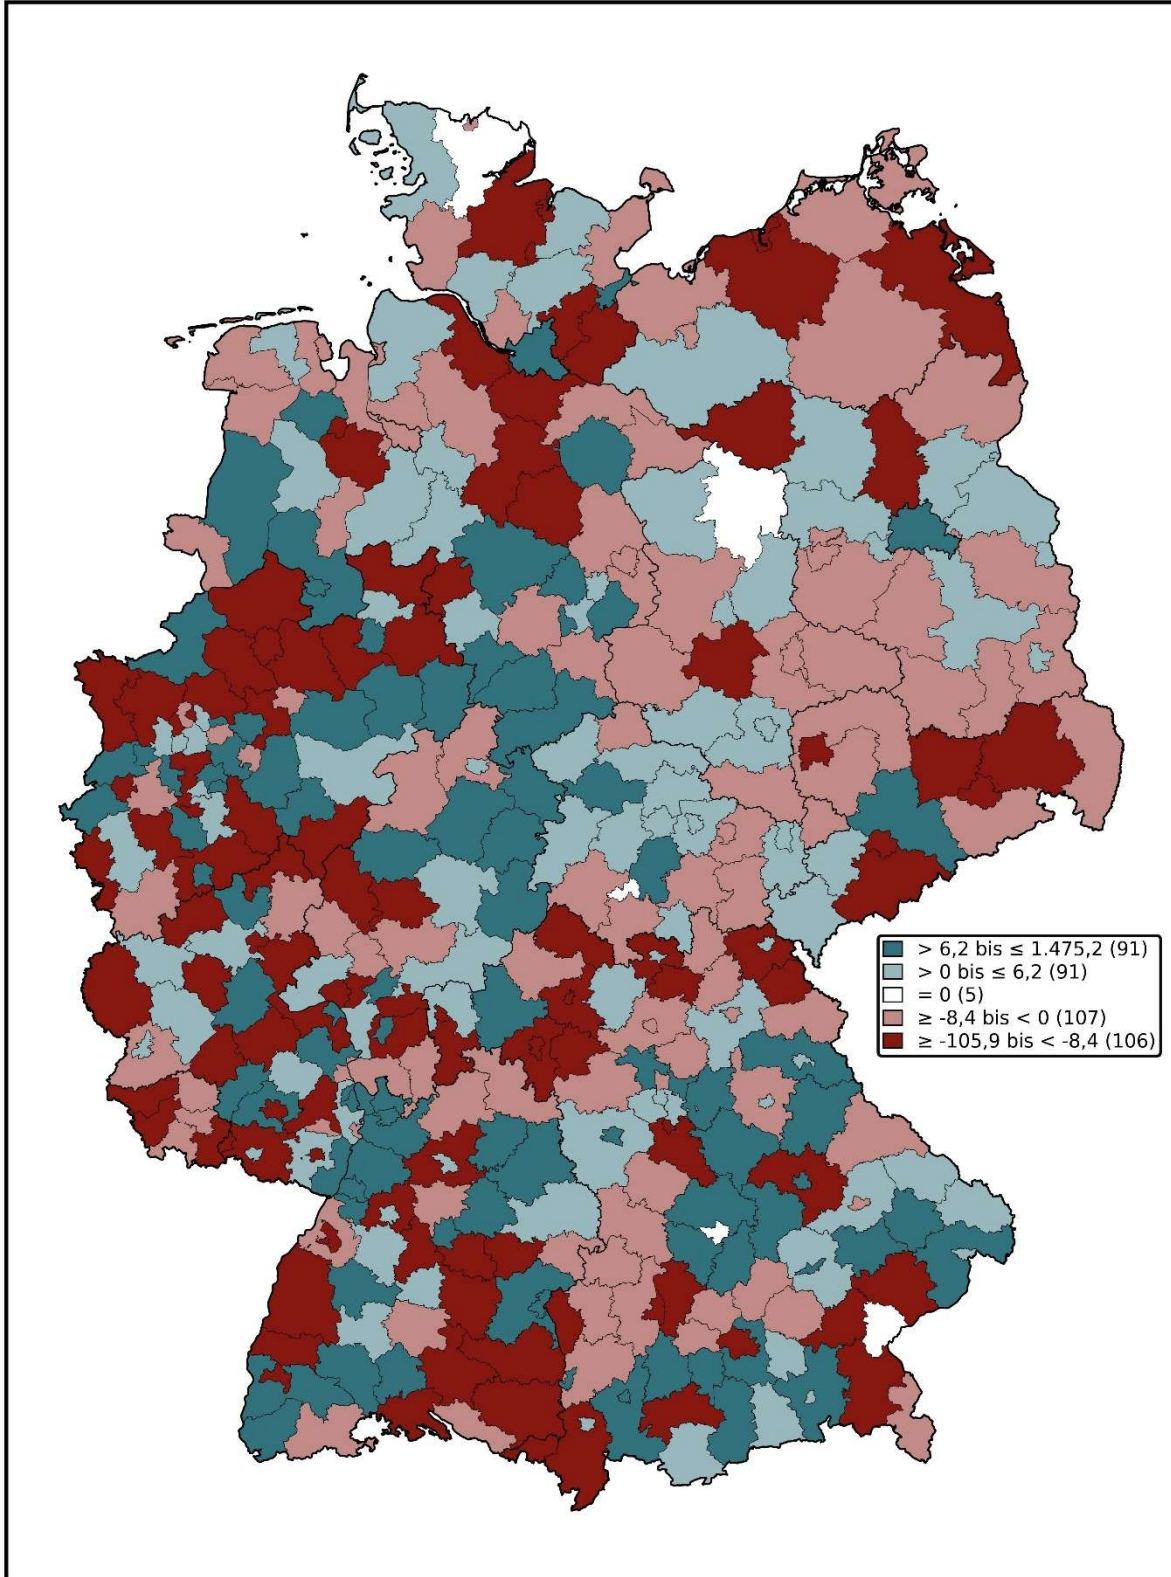 > 6,2 bis ≤ 1.475,2 (91)
> 0 bis ≤ 6,2 (91)
= 0 (5)
≥ -8,4 bis < 0 (107)
≥ -105,9 bis < -8,4 (106)